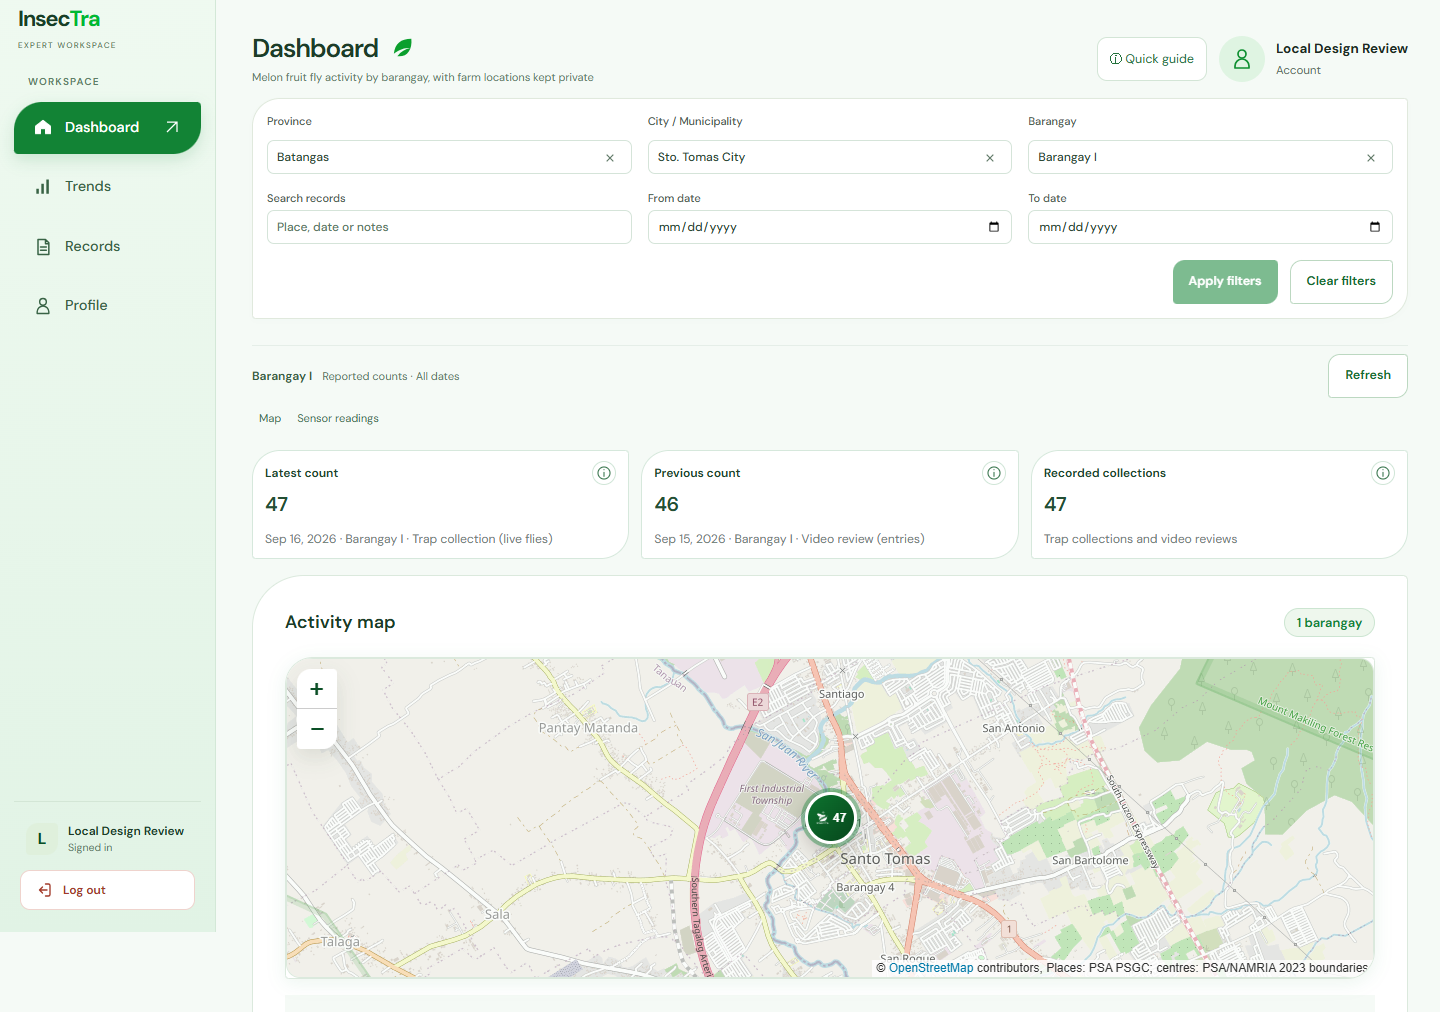 InsecTra
EXPERT WORKSPACE
WORKSPACE
Dashboard
Trends
Records
Profile
L
Local Design Review
Signed in
Log out
Dashboard
Melon fruit fly activity by barangay, with farm locations kept private
Quick guide
Local Design Review
Account
Province
City / Municipality
Barangay
Batangas ×
Sto. Tomas City ×
Barangay I ×
Search records
From date
To date
Place, date or notes
mm/dd/yyyy
mm/dd/yyyy
Apply filters
Clear filters
Barangay I Reported counts · All dates
Refresh
Map Sensor readings
Latest count
47
Sep 16, 2026 · Barangay I · Trap collection (live flies)
Previous count
46
Sep 15, 2026 · Barangay I · Video review (entries)
Recorded collections
47
Trap collections and video reviews
Activity map
1 barangay
+
−
Tanauan
E2
Santiago
Pantay Matanda
San Juan River
San Antonio
Mount Makiling Forest Res
First Industrial
Township
47
South Luzon Expressway
Santo Tomas
San Bartolome
Barangay 4
Southern Tagalog Arter
Sala
Talaga
1
San Roque
© OpenStreetMap contributors, Places: PSA PSGC; centres: PSA/NAMRIA 2023 boundaries